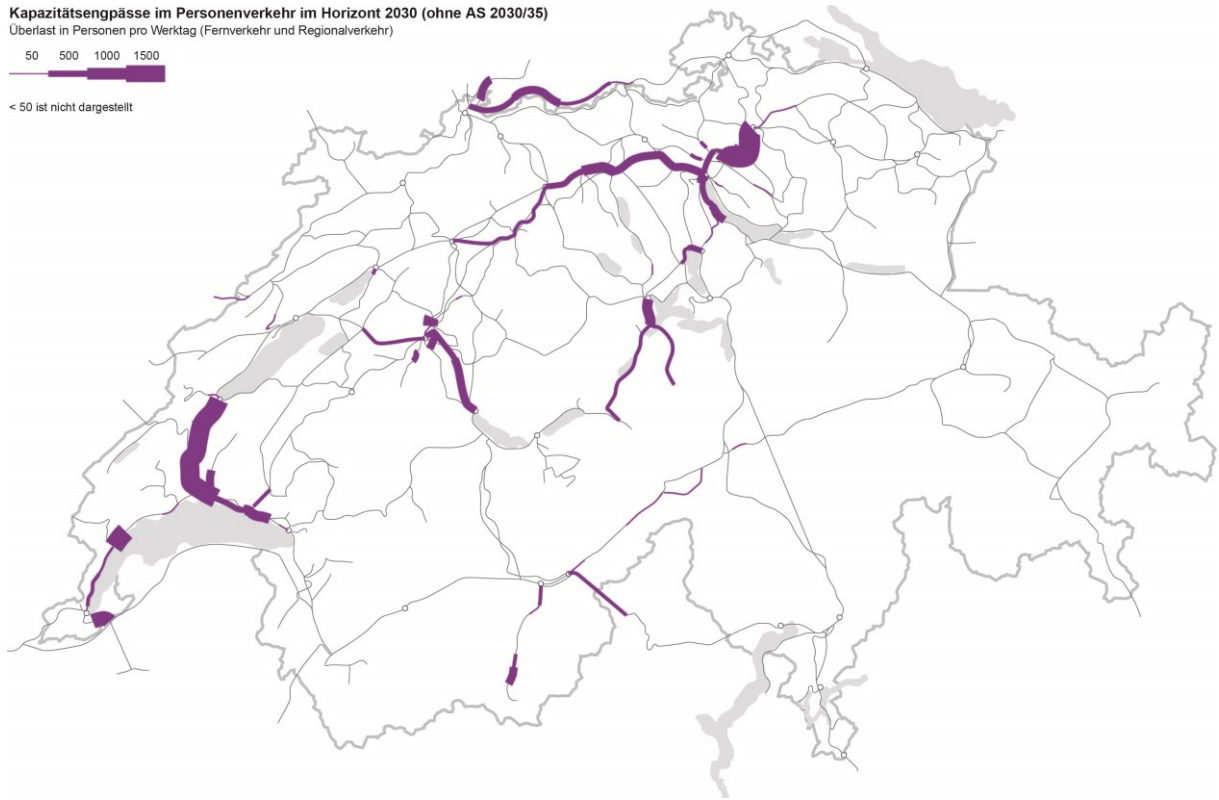 Kapazitätsengpässe im Personenverkehr im Horizont 2030 (ohne AS 2030/35)
Überlast in Personen pro Werktag (Fernverkehr und Regionalverkehr)
50 500 1000 1500
< 50 ist nicht dargestellt